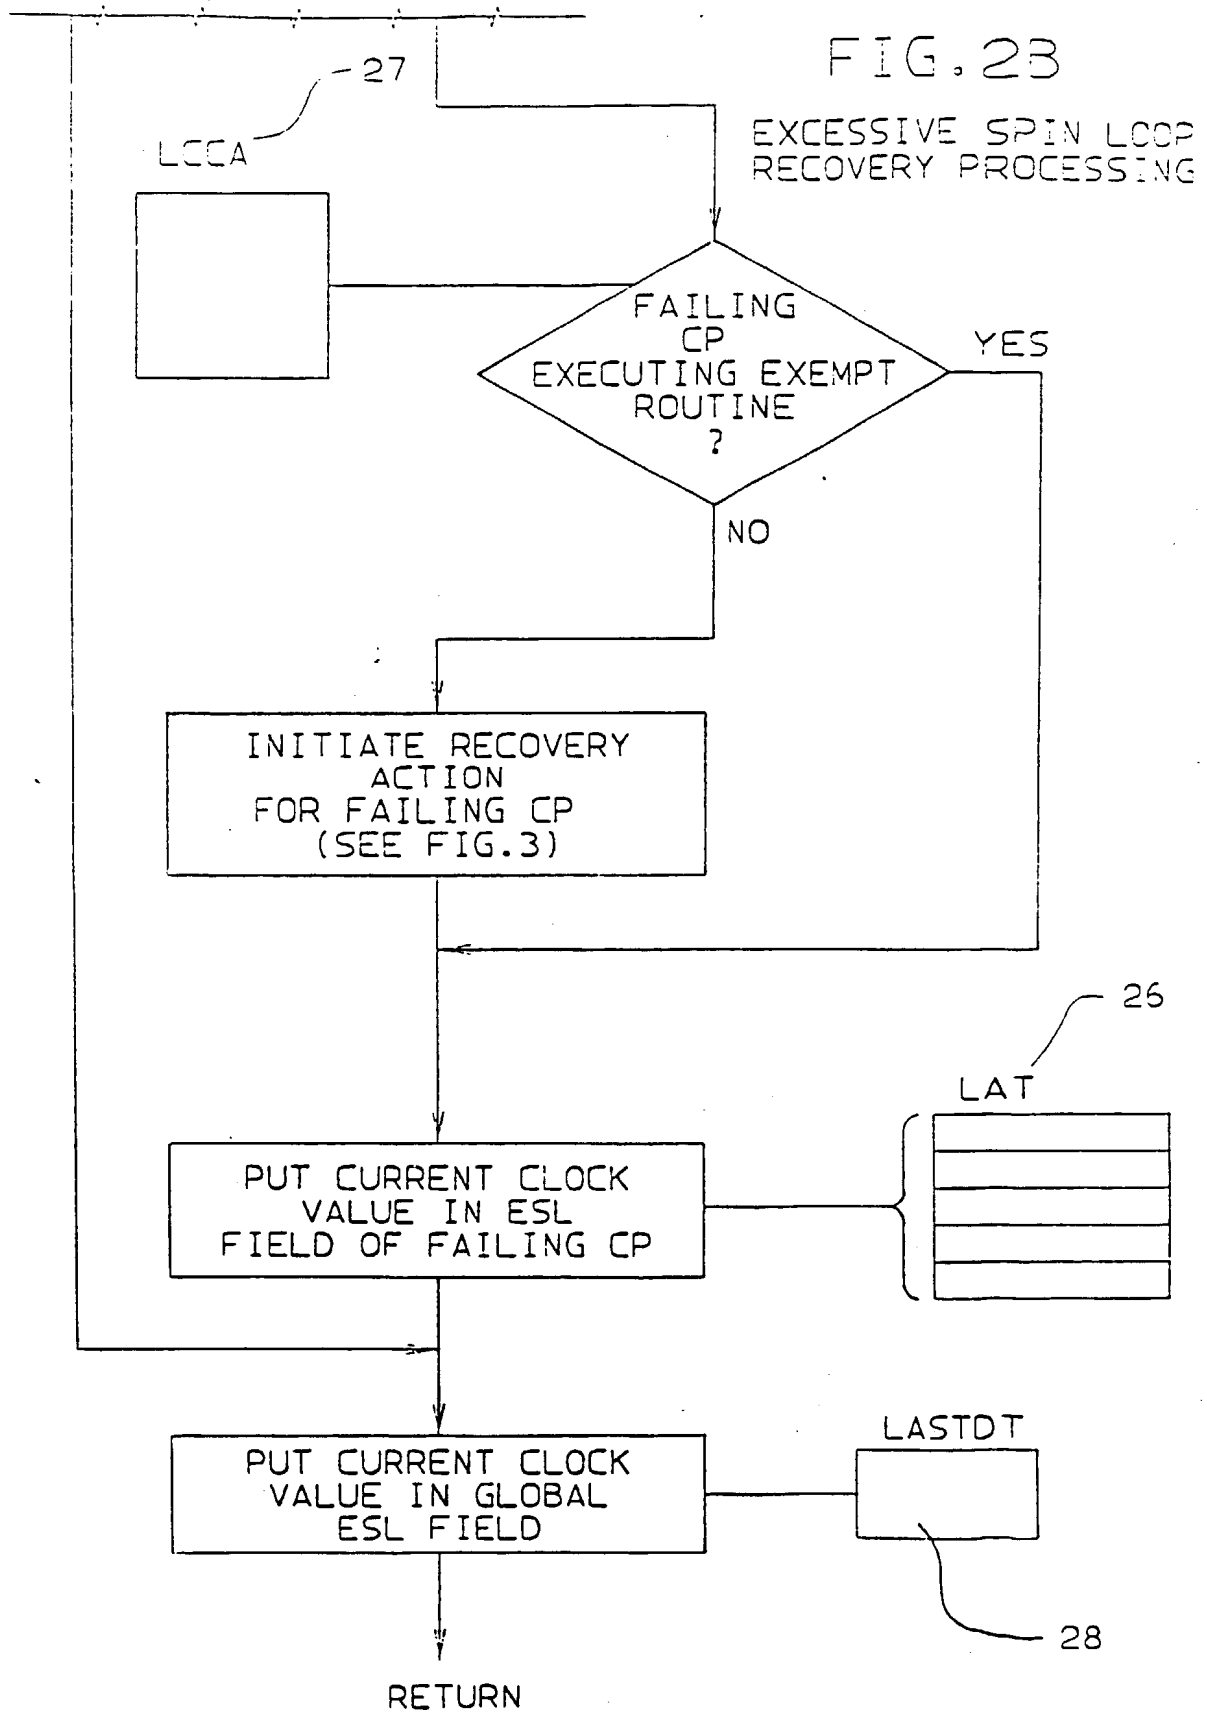 FIG.2B
27
EXCESSIVE SPIN LOOP
RECOVERY PROCESSING
LCCA
FAILING
CP
EXECUTING EXEMPT
ROUTINE
?
YES
NO
INITIATE RECOVERY
ACTION
FOR FAILING CP
(SEE FIG.3)
26
LAT
PUT CURRENT CLOCK
VALUE IN ESL
FIELD OF FAILING CP
LASTDT
PUT CURRENT CLOCK
VALUE IN GLOBAL
ESL FIELD
28
RETURN